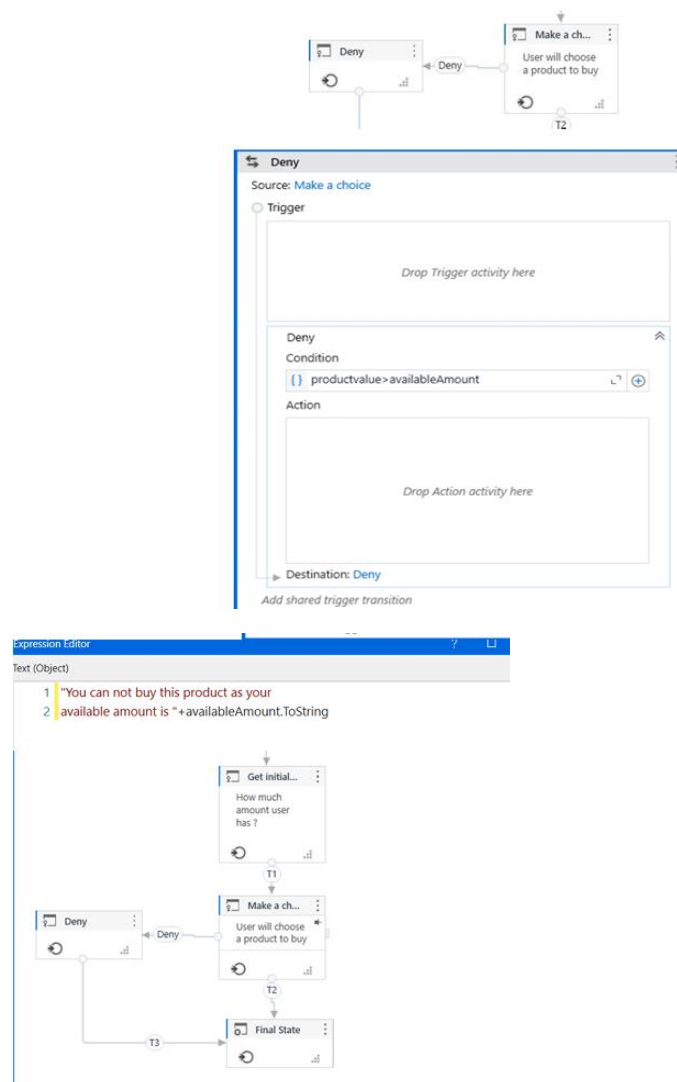 Make a ch...
Deny
User will choose
a product to buy
Deny
T2
Deny
Source: Make a choice
Trigger
Drop Trigger activity here
Deny
Condition
{} productvalue>availableAmount
Action
Drop Action activity here
Destination: Deny
Add shared trigger transition
Expression Editor
?
Text (Object)
1 "You can not buy this product as your
2 available amount is "+availableAmount.ToString
Get initial...
How much
amount user
has ?
T1
Make a ch...
Deny
User will choose
a product to buy
Deny
T2
Final State
T3